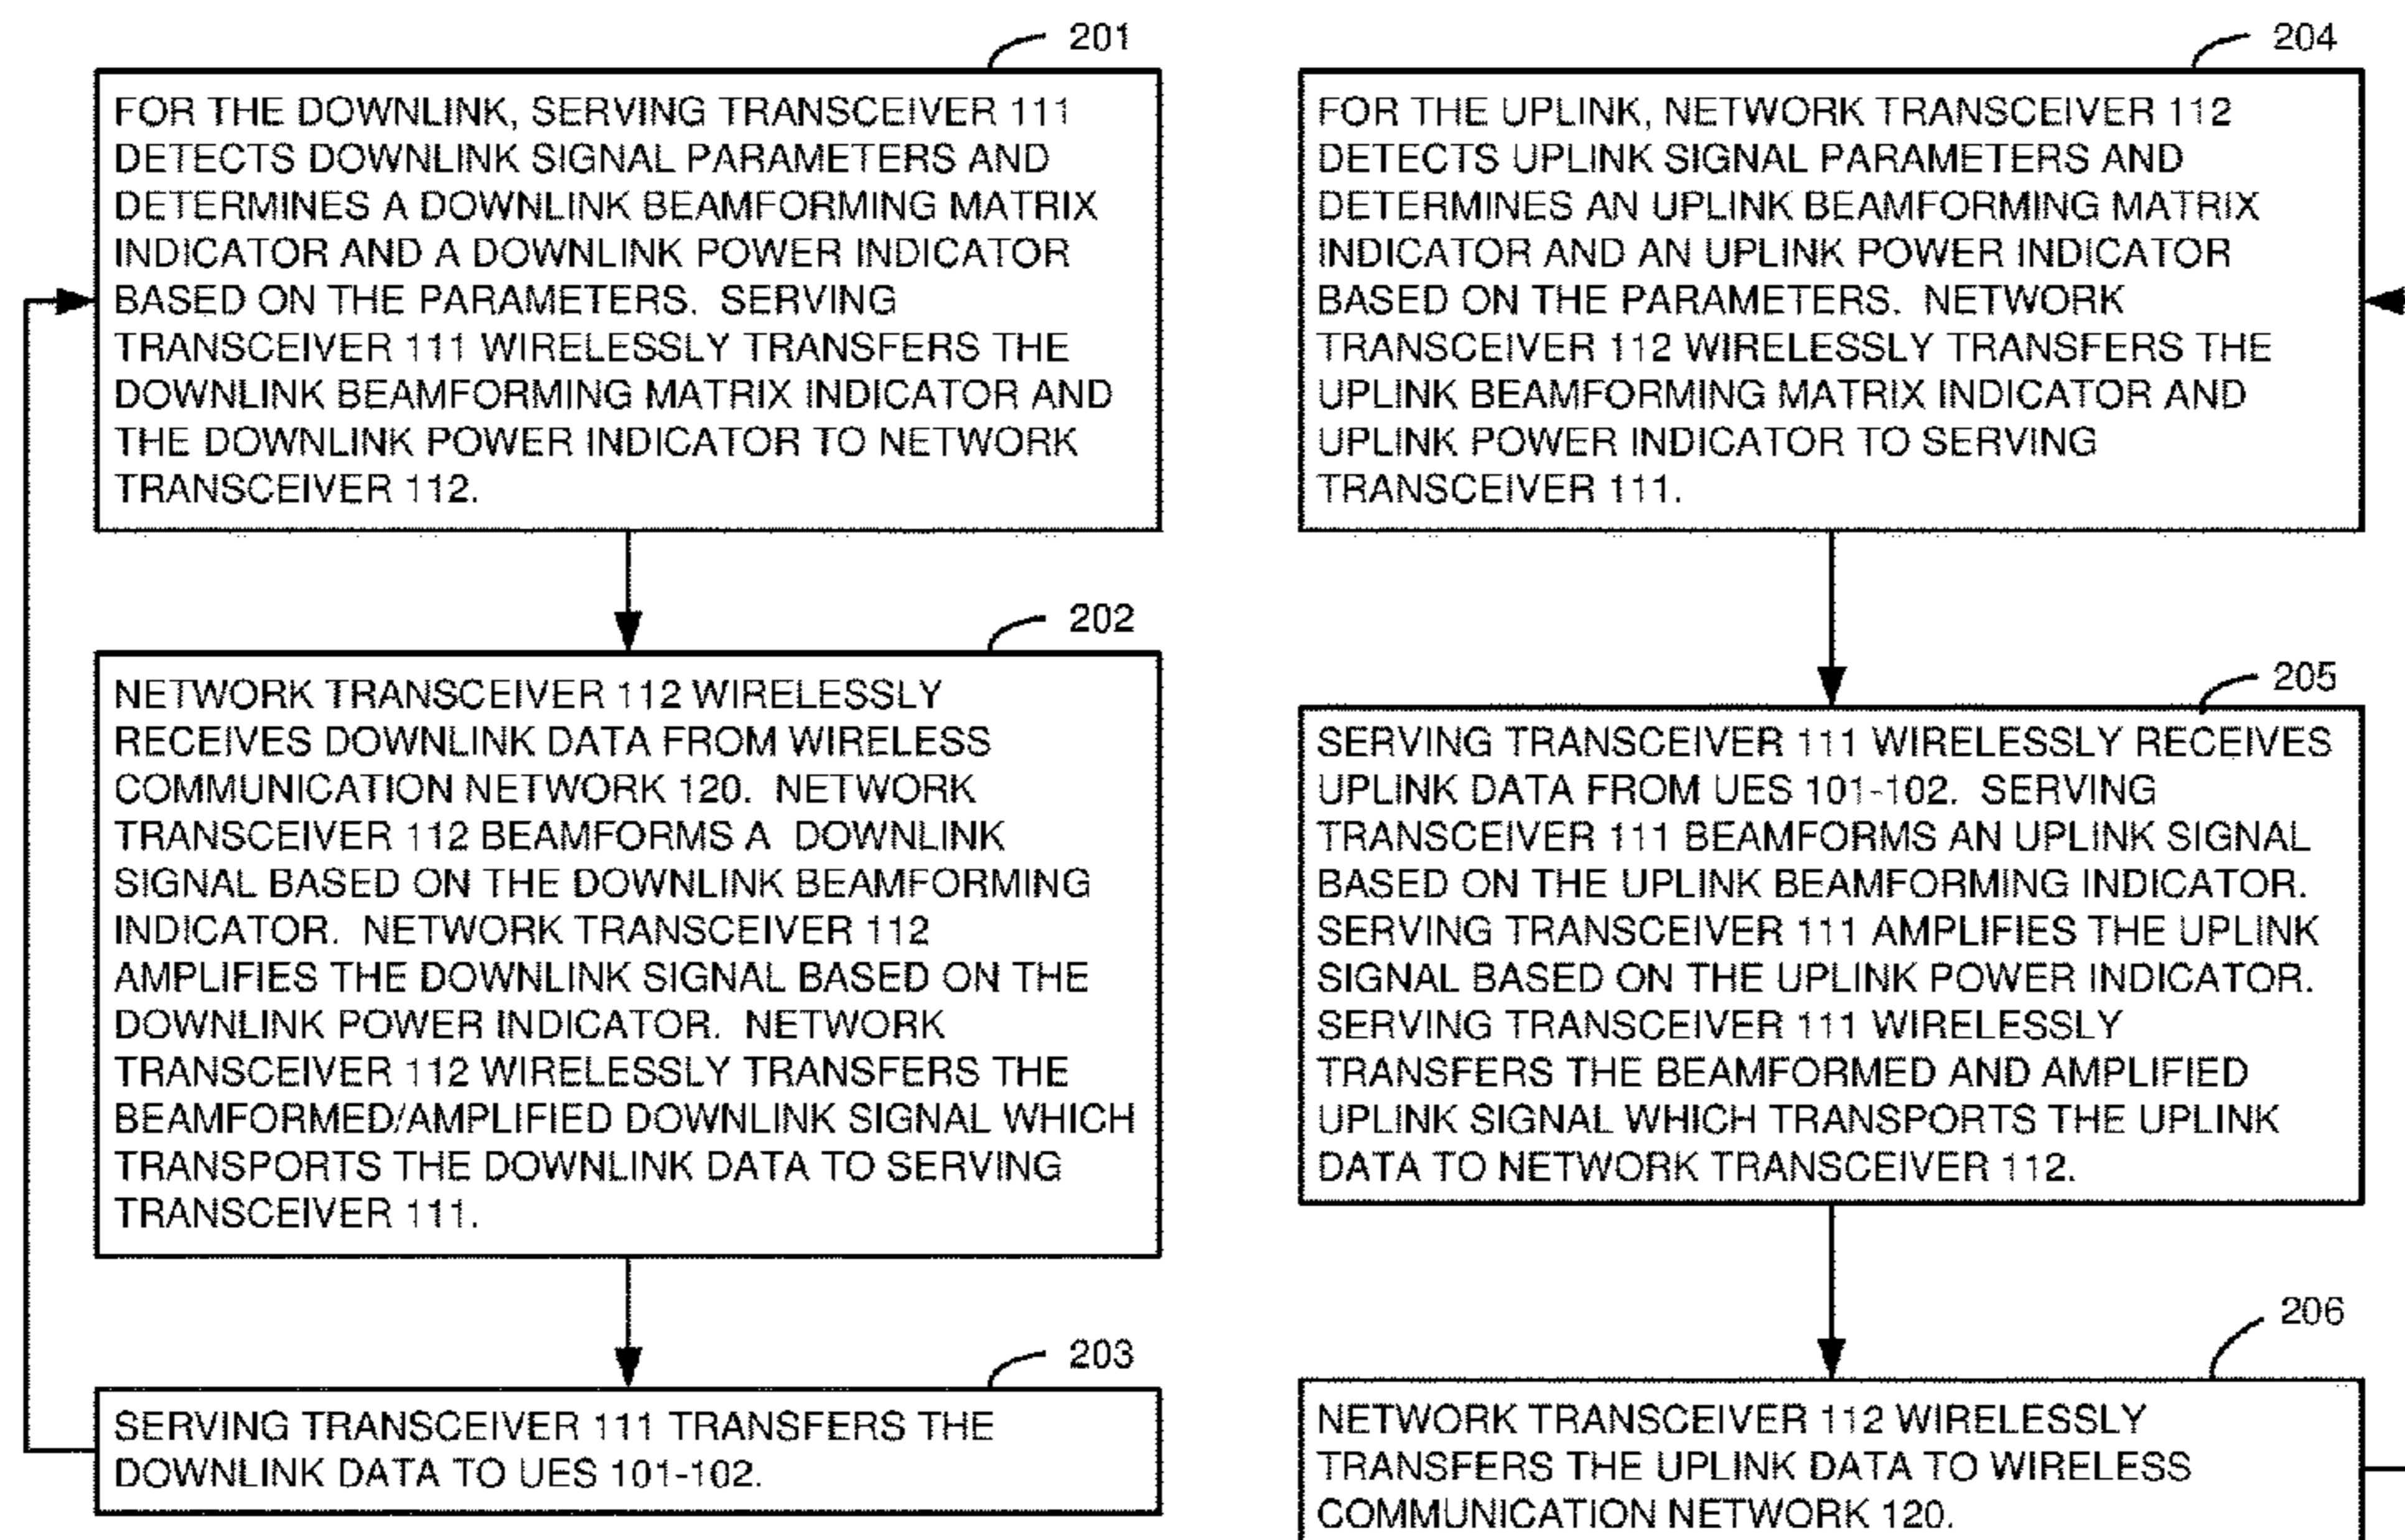 201
FOR THE DOWNLINK, SERVING TRANSCEIVER 111
DETECTS DOWNLINK SIGNAL PARAMETERS AND
DETERMINES A DOWNLINK BEAMFORMING MATRIX
INDICATOR AND A DOWNLINK POWER INDICATOR
BASED ON THE PARAMETERS. SERVING
TRANSCEIVER 111 WIRELESSLY TRANSFERS THE
DOWNLINK BEAMFORMING MATRIX INDICATOR AND
THE DOWNLINK POWER INDICATOR TO NETWORK
TRANSCEIVER 112.
202
NETWORK TRANSCEIVER 112 WIRELESSLY
RECEIVES DOWNLINK DATA FROM WIRELESS
COMMUNICATION NETWORK 120. NETWORK
TRANSCEIVER 112 BEAMFORMS A DOWNLINK
SIGNAL BASED ON THE DOWNLINK BEAMFORMING
INDICATOR. NETWORK TRANSCEIVER 112
AMPLIFIES THE DOWNLINK SIGNAL BASED ON THE
DOWNLINK POWER INDICATOR. NETWORK
TRANSCEIVER 112 WIRELESSLY TRANSFERS THE
BEAMFORMED/AMPLIFIED DOWNLINK SIGNAL WHICH
TRANSPORTS THE DOWNLINK DATA TO SERVING
TRANSCEIVER 111.
203
SERVING TRANSCEIVER 111 TRANSFERS THE
DOWNLINK DATA TO UES 101-102.
204
FOR THE UPLINK, NETWORK TRANSCEIVER 112
DETECTS UPLINK SIGNAL PARAMETERS AND
DETERMINES AN UPLINK BEAMFORMING MATRIX
INDICATOR AND AN UPLINK POWER INDICATOR
BASED ON THE PARAMETERS. NETWORK
TRANSCEIVER 112 WIRELESSLY TRANSFERS THE
UPLINK BEAMFORMING MATRIX INDICATOR AND
UPLINK POWER INDICATOR TO SERVING
TRANSCEIVER 111.
205
SERVING TRANSCEIVER 111 WIRELESSLY RECEIVES
UPLINK DATA FROM UES 101-102. SERVING
TRANSCEIVER 111 BEAMFORMS AN UPLINK SIGNAL
BASED ON THE UPLINK BEAMFORMING INDICATOR.
SERVING TRANSCEIVER 111 AMPLIFIES THE UPLINK
SIGNAL BASED ON THE UPLINK POWER INDICATOR.
SERVING TRANSCEIVER 111 WIRELESSLY
TRANSFERS THE BEAMFORMED AND AMPLIFIED
UPLINK SIGNAL WHICH TRANSPORTS THE UPLINK
DATA TO NETWORK TRANSCEIVER 112.
206
NETWORK TRANSCEIVER 112 WIRELESSLY
TRANSFERS THE UPLINK DATA TO WIRELESS
COMMUNICATION NETWORK 120.